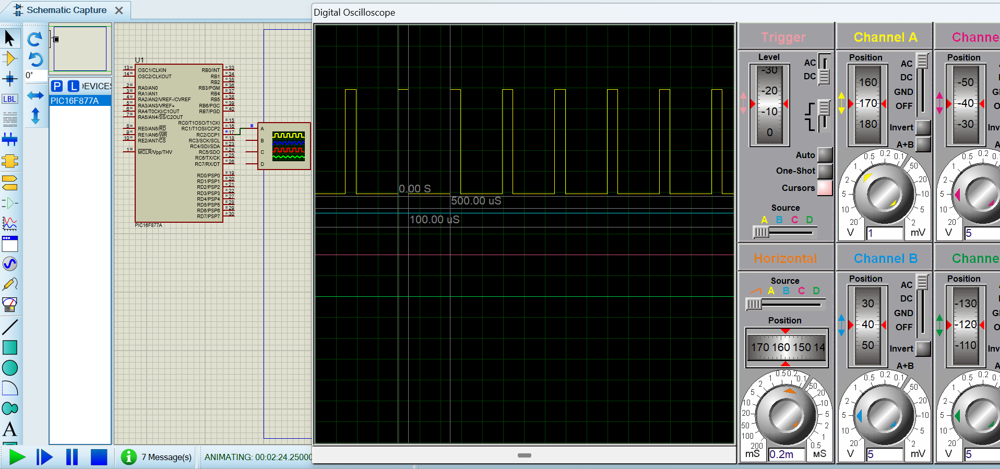 Schematic Capture
Digital Oscilloscope
0°
LBL
P L DEVICES
PIC16F877A
A
U1
13 OSC1/CLKIN
14 OSC2/CLKOUT
2 RA0/AN0
3 RA1/AN1
4 RA2/AN2/VREF-/CVREF
5 RA3/AN3/VREF+
6 RA4/T0CKI/C1OUT
7 RA5/AN4/SS/C2OUT
8 RE0/AN5/RD
9 RE1/AN6/WR
10 RE2/AN7/CS
1 MCLR/Vpp/THV
RB0/INT 33
RB1 34
RB2 35
RB3/PGM 36
RB4 37
RB5 38
RB6/PGC 39
RB7/PGD 40
RC0/T1OSO/T1CKI 15
RC1/T1OSI/CCP2 16
RC2/CCP1 17
RC3/SCK/SCL 18
RC4/SDI/SDA 23
RC5/SDO 24
RC6/TX/CK 25
RC7/RX/DT 26
RD0/PSP0 19
RD1/PSP1 20
RD2/PSP2 21
RD3/PSP3 22
RD4/PSP4 27
RD5/PSP5 28
RD6/PSP6 29
RD7/PSP7 30
PIC16F877A
A
B
C
D
0.00 S
500.00 uS
100.00 uS
Trigger
Level
-30
-20
-10
0
AC
DC
Auto
One-Shot
Cursors
Source
A B C D
Channel A
Position
160
170
180
AC
DC
GND
OFF
Invert
A+B
20 10 5 2 1 0.5 0.2 0.1 50 20 10 5 2
V 1 mV
Channe
Position
-50
-40
-30
A
D
G
O
Inv
A
20 10 5 2 1 0.5 0.2 0.
V 5
Horizontal
Source
A B C D
Position
170 160 150 14
200 100 50 20 10 5 2 1 0.5 0.2 0.1 50 20 10 5 2 1 0.5
mS 0.2m мS
Channel B
Position
30
40
50
AC
DC
GND
OFF
Invert
A+B
20 10 5 2 1 0.5 0.2 0.1 50 20 10 5 2
V 5 mV
Channe
Position
-130
-120
-110
A
D
G
O
Inv
A
20 10 5 2 1 0.5 0.2 0.
V 5
7 Message(s)
ANIMATING: 00:02:24.25000